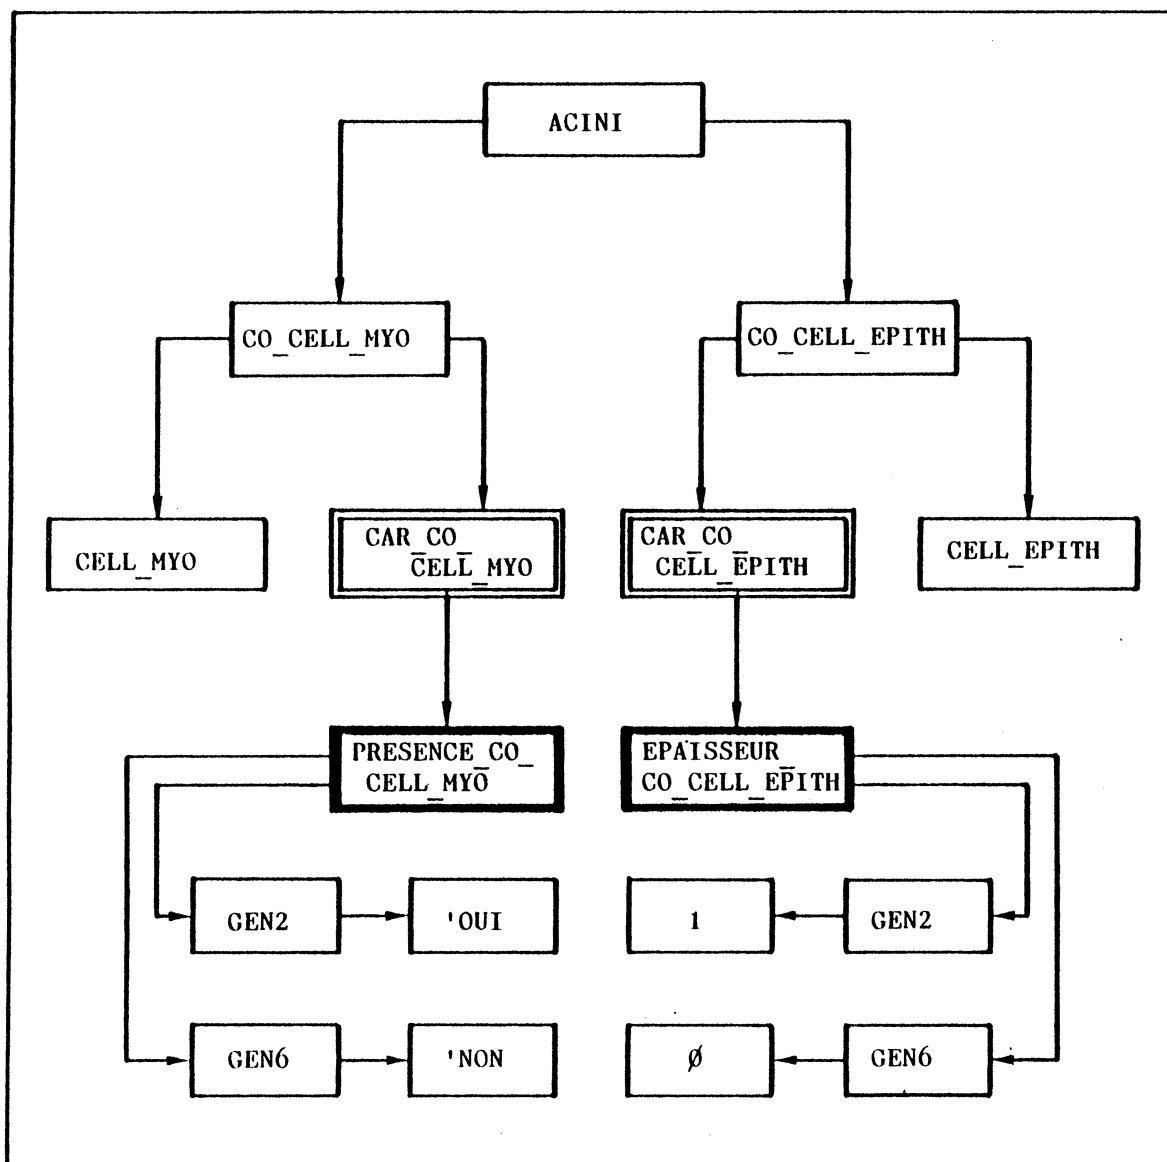 ACINI
CO_CELL_MYO
CO_CELL_EPITH
CELL_MYO
CAR_CO_
CELL_MYO
CAR_CO_
CELL_EPITH
CELL_EPITH
PRESENCE_CO_
CELL_MYO
EPAISSEUR_
CO_CELL_EPITH
GEN2
'OUI
1
GEN2
GEN6
'NON
Ø
GEN6